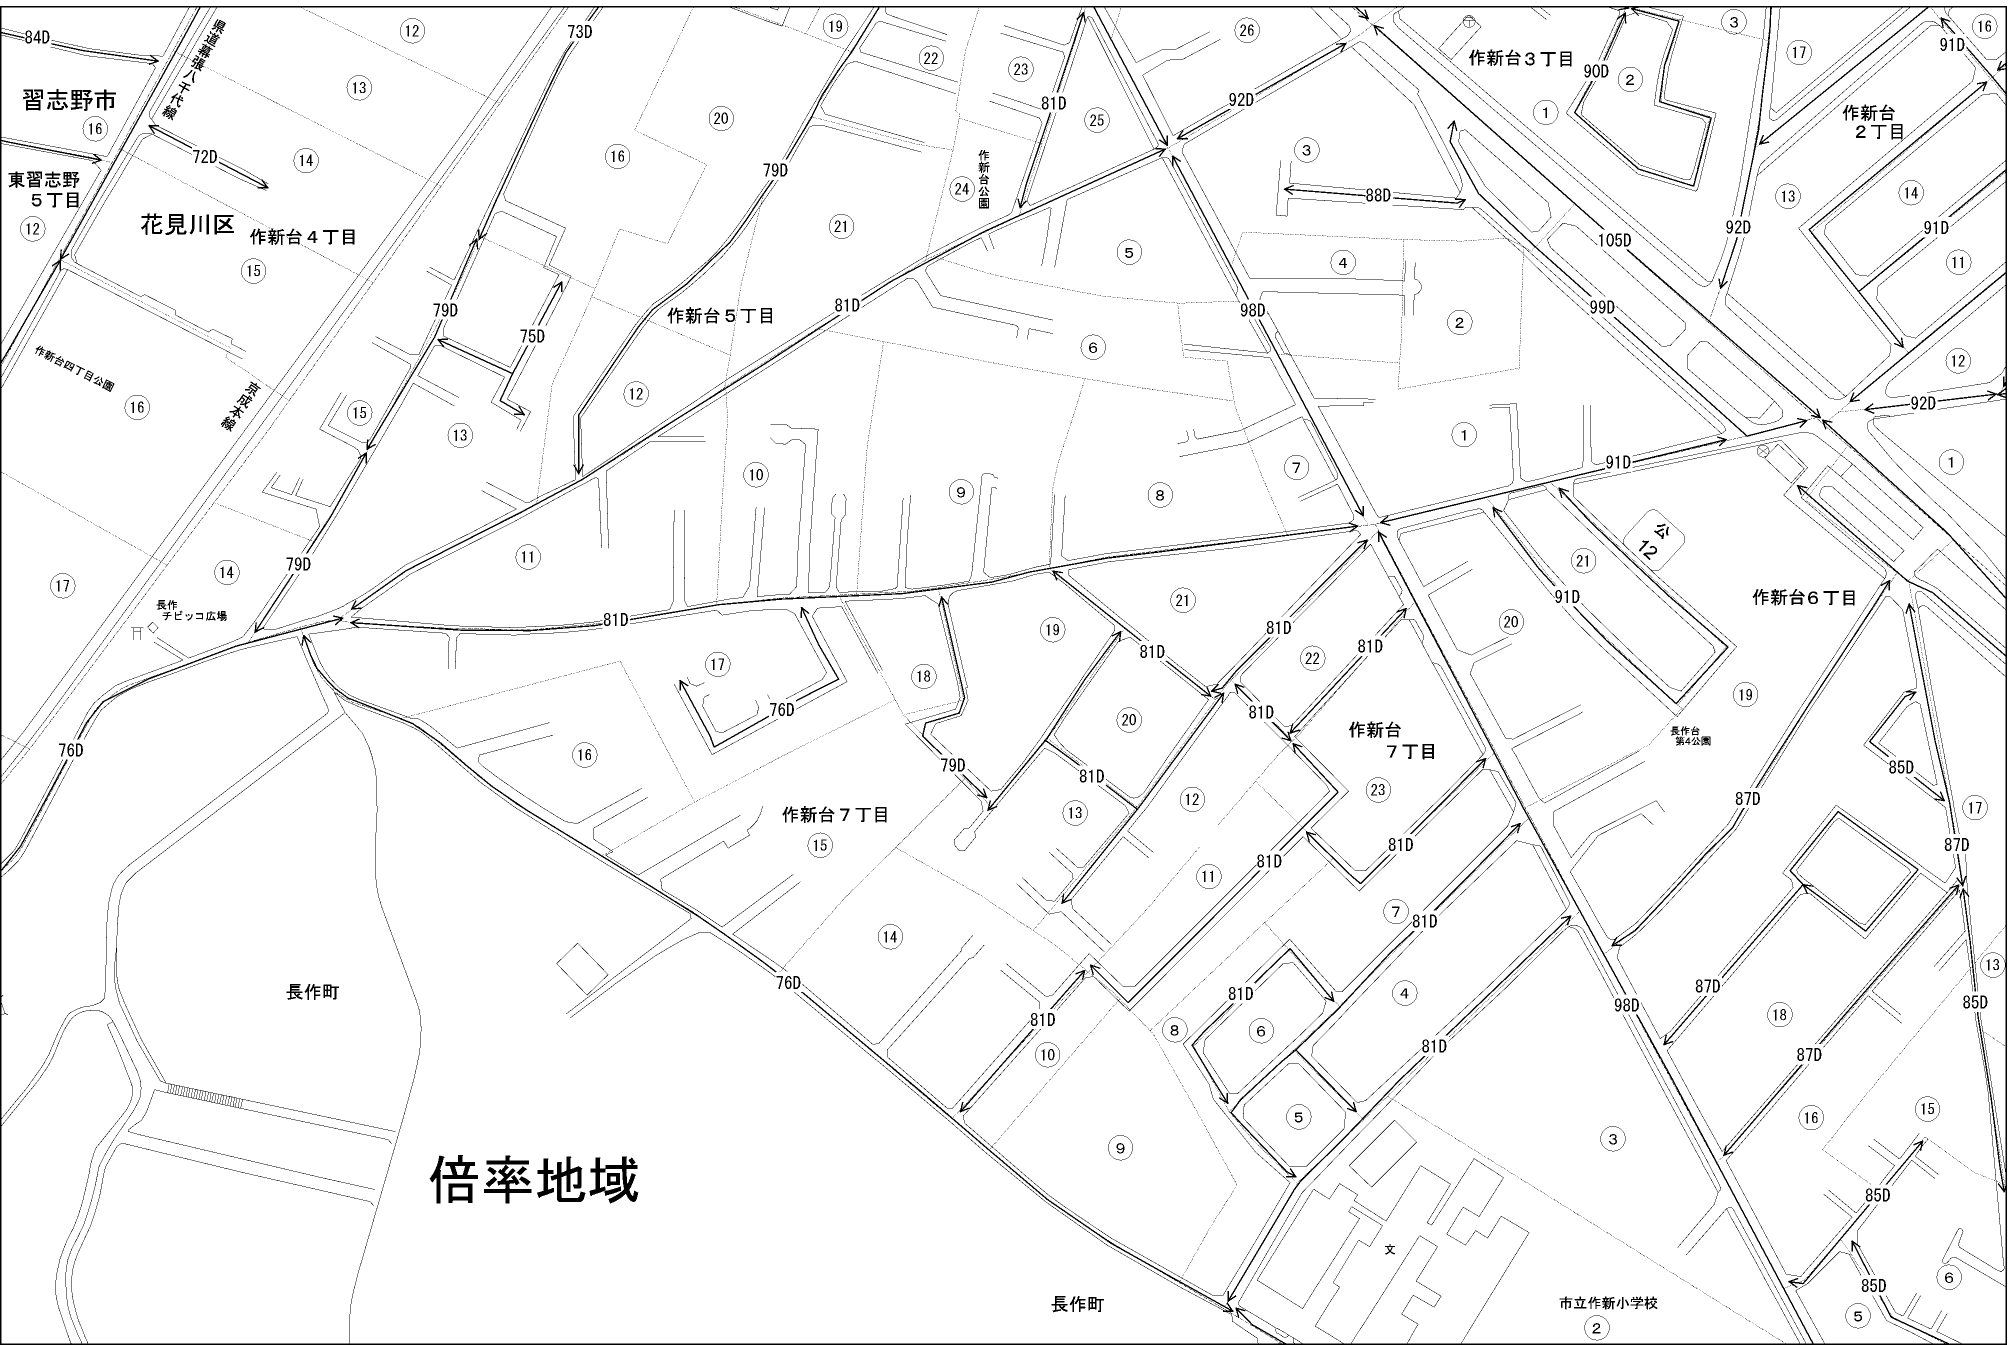 84D
県道幕張八千代線
習志野市
16
72D
東習志野
5丁目
12
花見川区
作新台4丁目
12
13
14
15
73D
16
20
19
22
23
24
作新台公園
81D
25
26
92D
79D
21
作新台5丁目
81D
12
79D
75D
作新台四丁目公園
16
京成本線
15
13
79D
17
14
長作
チビッコ広場
11
10
9
8
7
6
5
3
88D
4
2
98D
1
作新台3丁目
1
90D
2
3
17
91D
16
作新台
2丁目
13
14
91D
11
92D
105D
99D
12
92D
1
91D
公
12
21
91D
作新台6丁目
20
19
長作台
第4公園
87D
85D
17
87D
87D
18
87D
85D
13
16
15
85D
85D
6
5
81D
76D
17
76D
18
19
81D
21
81D
22
81D
81D
作新台
7丁目
23
20
81D
79D
16
作新台7丁目
15
13
12
81D
11
81D
7
81D
14
76D
81D
10
81D
8
6
4
81D
5
98D
3
9
長作町
倍率地域
長作町
文
市立作新小学校
2